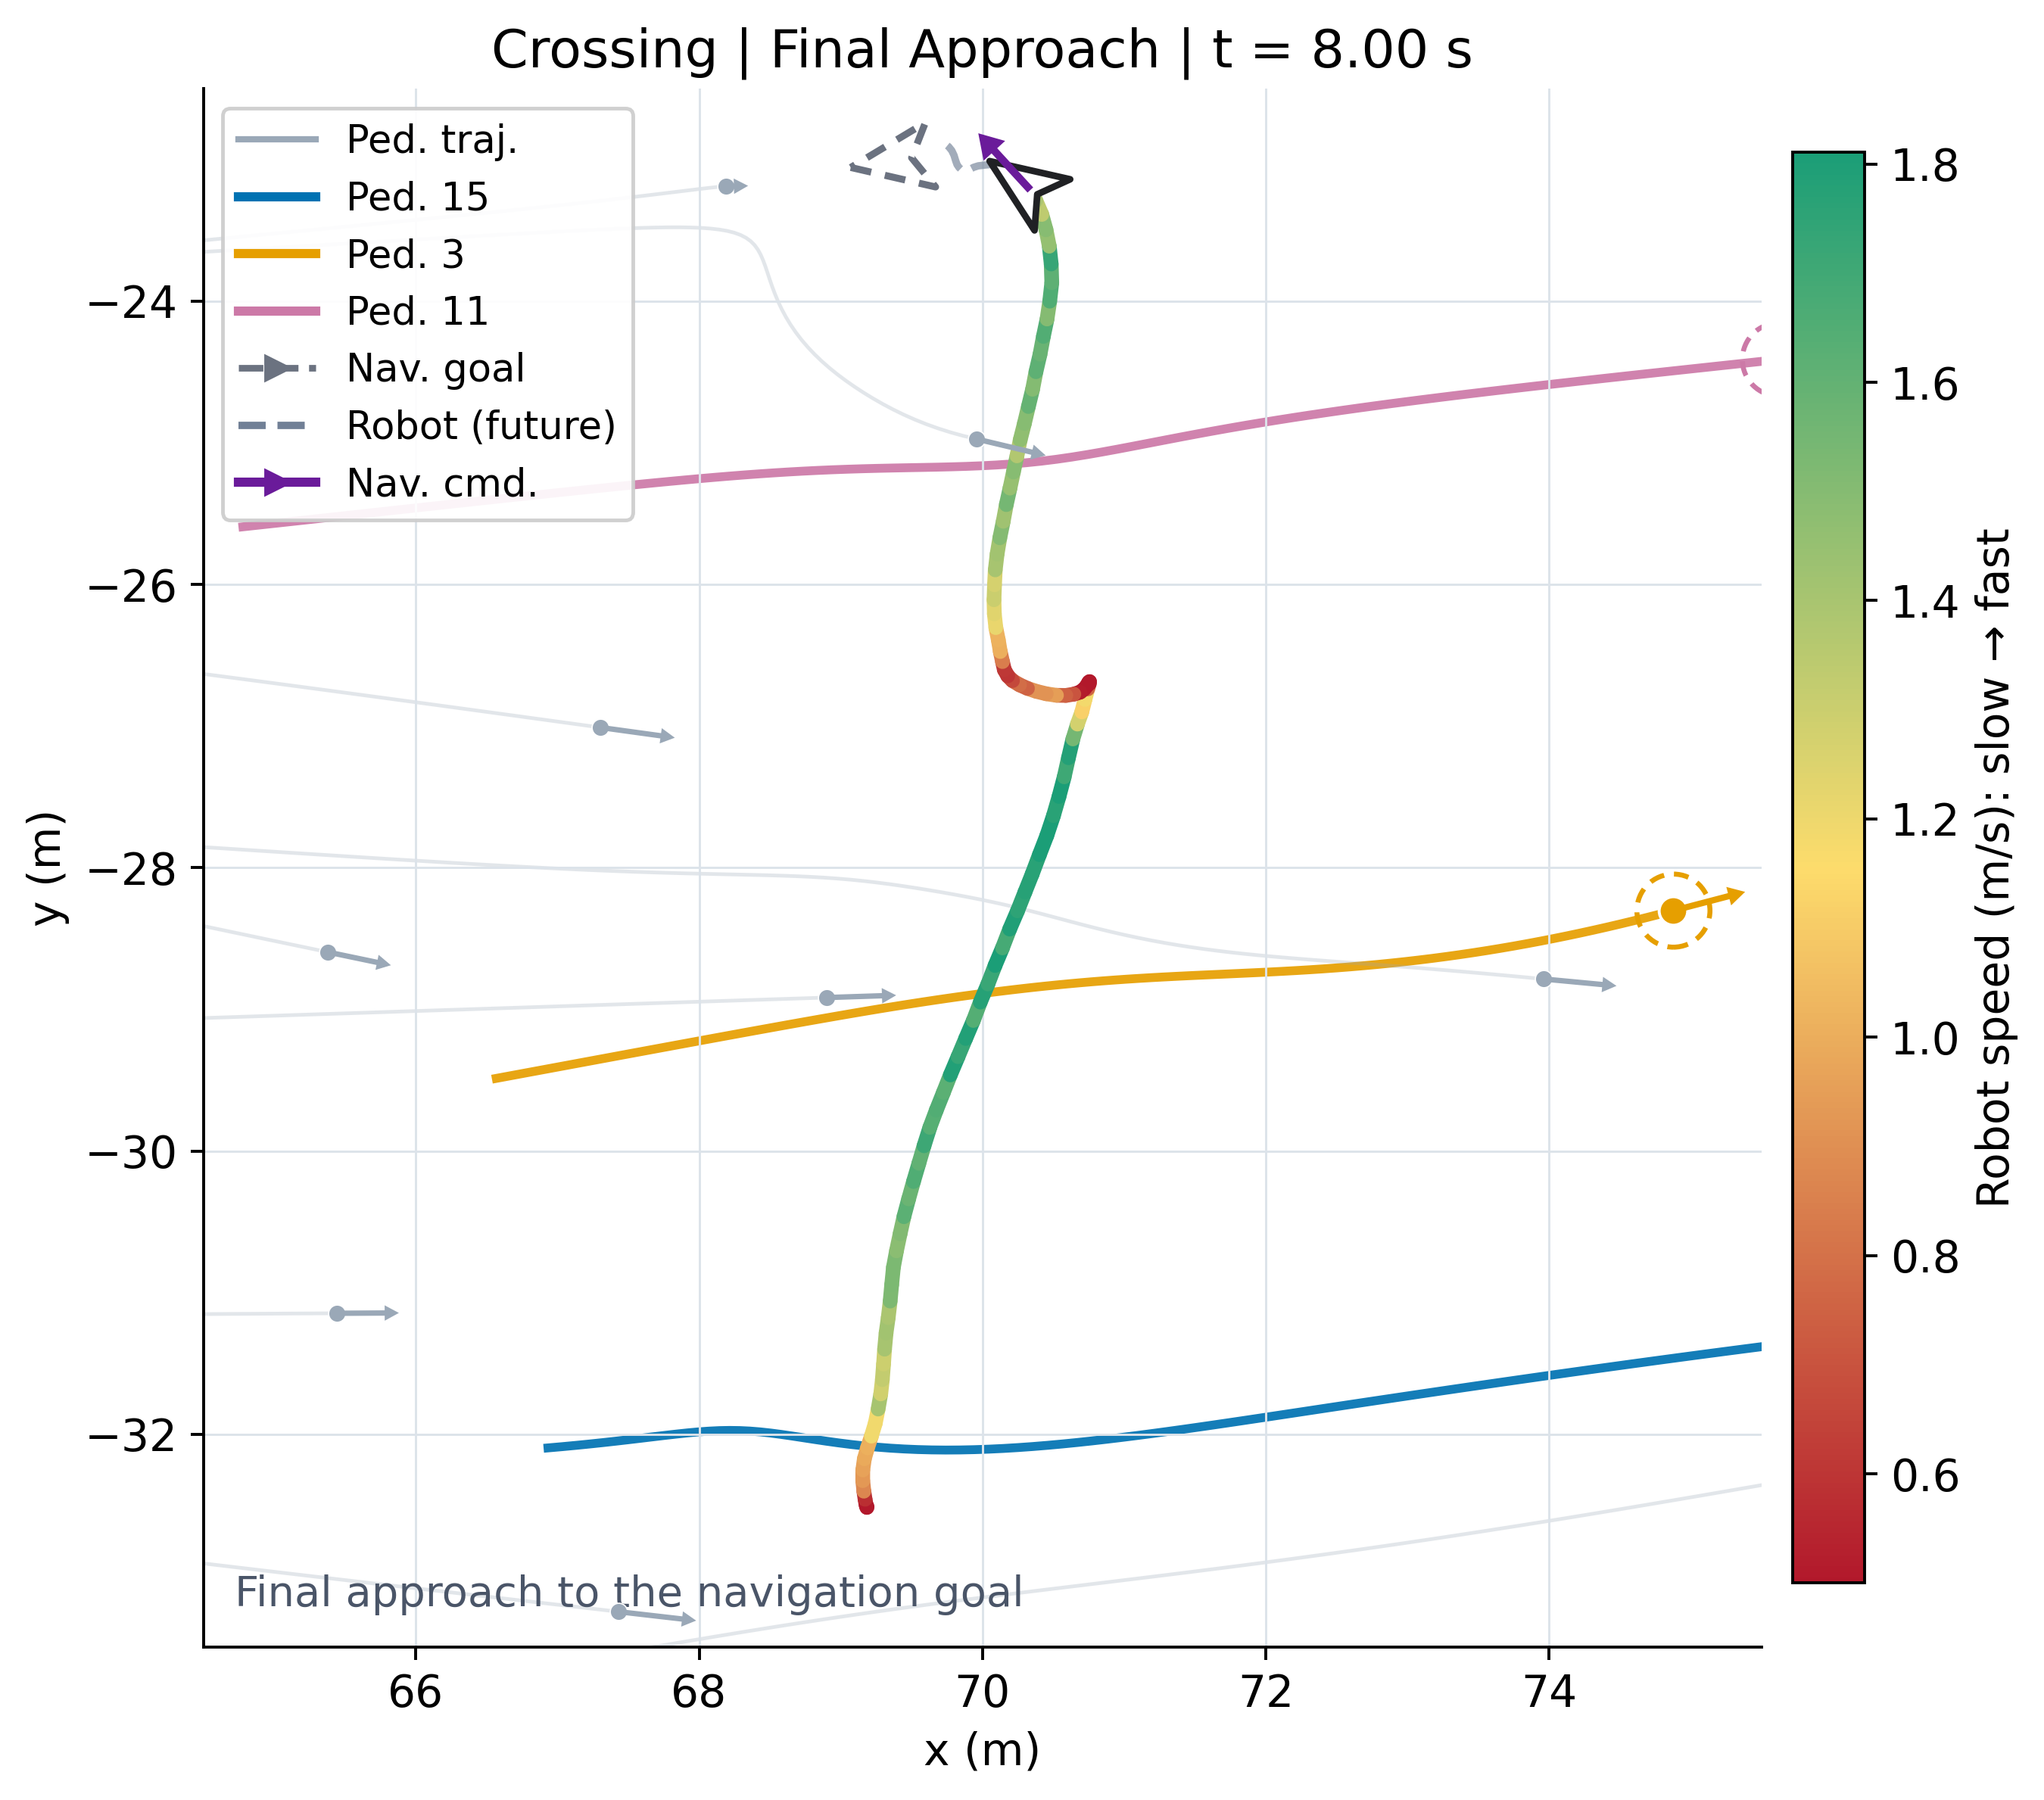 Crossing | Final Approach | t = 8.00 s
Ped. traj.
Ped. 15
Ped. 3
Ped. 11
Nav. goal
Robot (future)
Nav. cmd.
−24
−26
−28
−30
−32
y (m)
Final approach to the navigation goal
66
68
70
72
74
x (m)
1.8
1.6
1.4
1.2
1.0
0.8
0.6
Robot speed (m/s): slow → fast